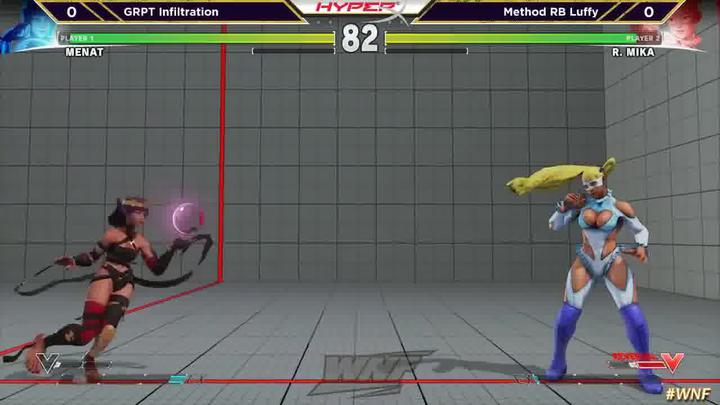 0 GRPT Infiltration HYPER Method RB Luffy 0
PLAYER 1 82 PLAYER 2
MENAT R. MIKA
V V
WNF
#WNF